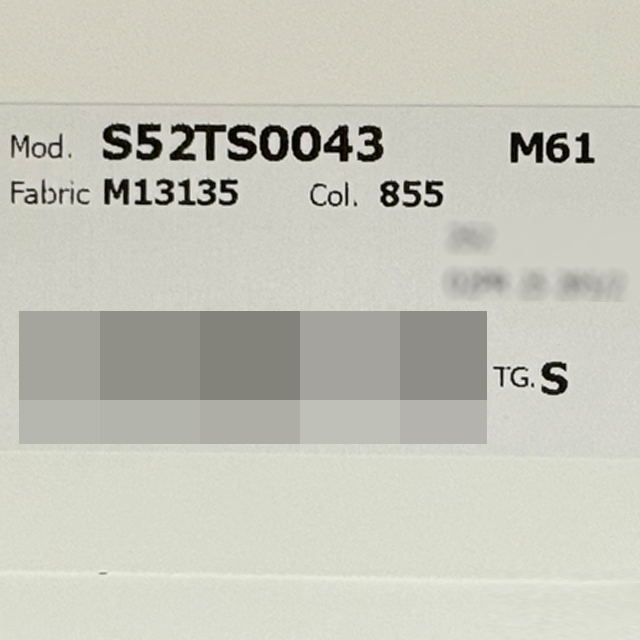 Mod. S52TS0043 M61
Fabric M13135 Col. 855
TG. S